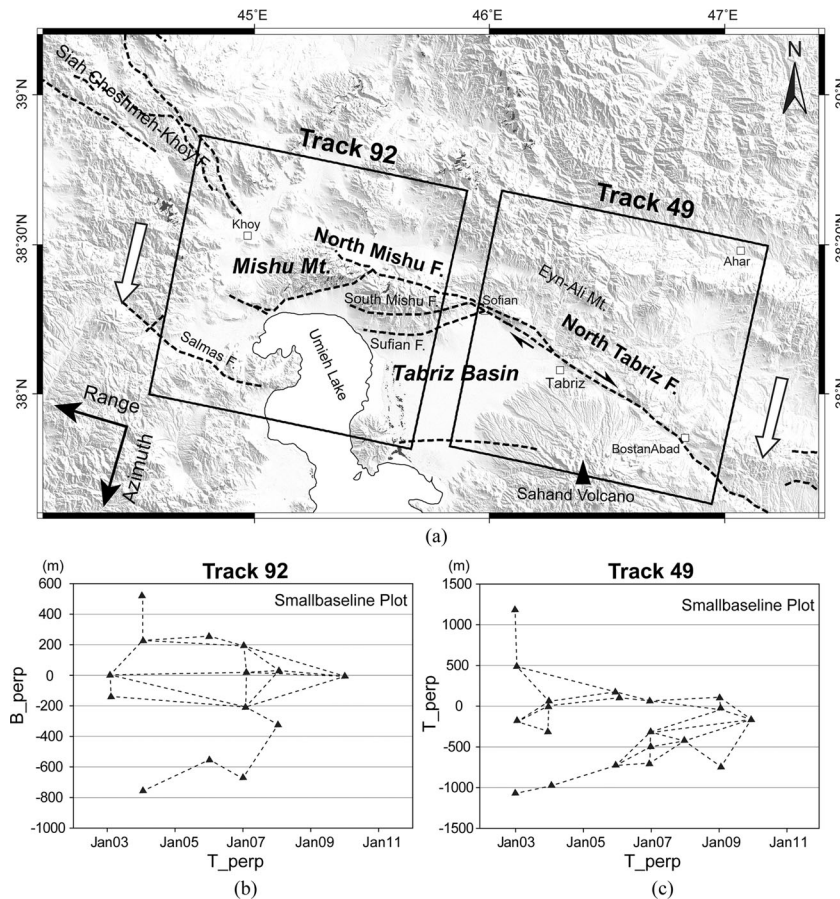 45°E
46°E
47°E
N
39°N
39°N
Siah Cheshmeh-Khoy F.
Track 92
Track 49
38°30'N
38°30'N
Khoy
North Mishu F.
Ahar
Mishu Mt.
Eyn-Ali Mt.
South Mishu F.
Sofian
Salmas F.
Umieh Lake
Sufian F.
North Tabriz F.
Tabriz Basin
Tabriz
38°N
38°N
Range
Azimuth
BostanAbad
Sahand Volcano
(a)
(m)
Track 92
600
Smallbaseline Plot
400
200
0
-200
-400
-600
-800
-1000
B_perp
Jan03 Jan05 Jan07 Jan09 Jan11
T_perp
(b)
(m)
Track 49
1500
Smallbaseline Plot
1000
500
0
-500
-1000
-1500
T_perp
Jan03 Jan05 Jan07 Jan09 Jan11
T_perp
(c)